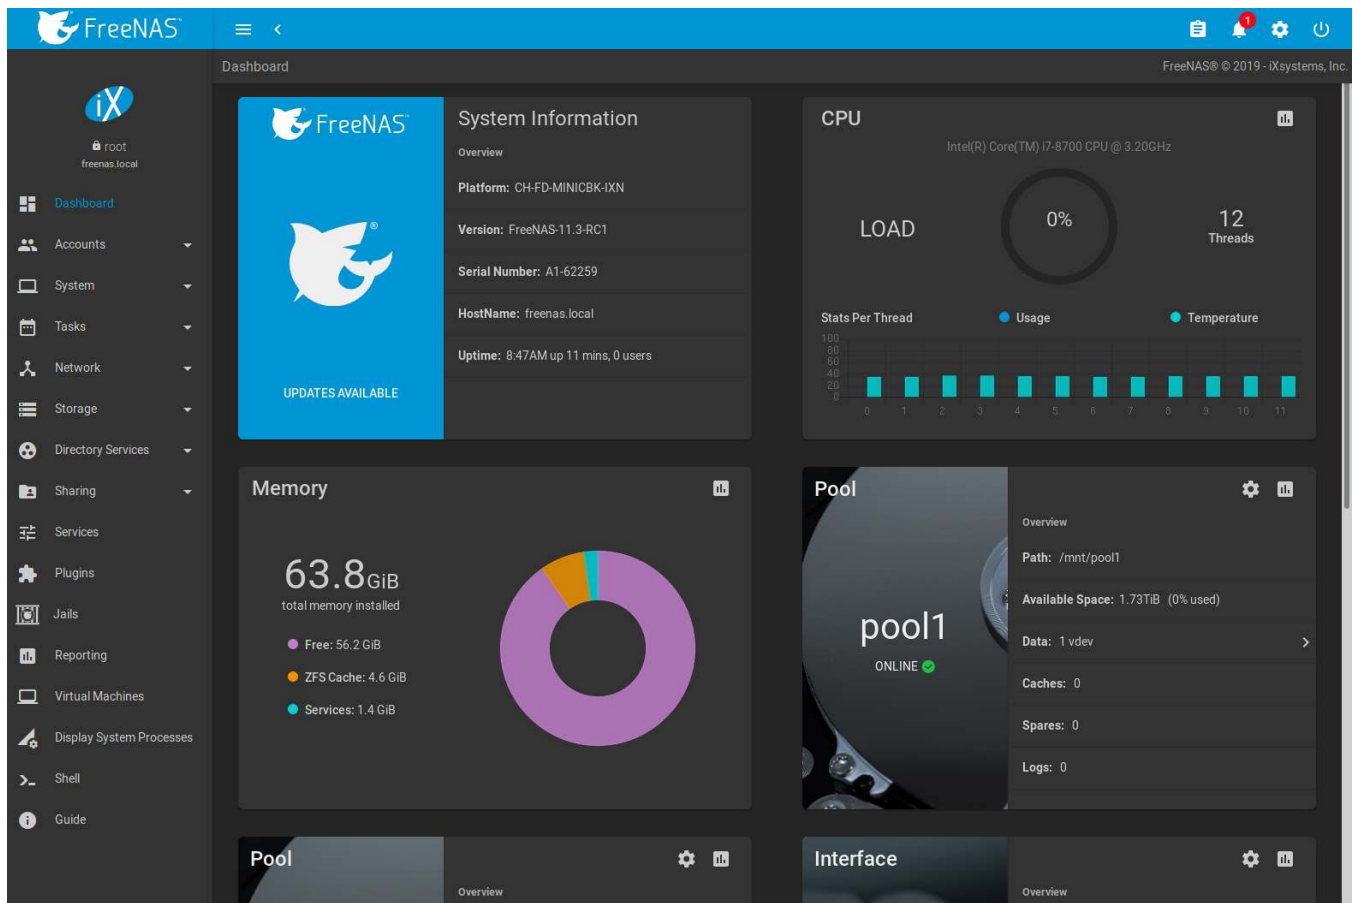 FreeNAS®
1
Dashboard
FreeNAS® © 2019 - iXsystems, Inc.
iX
root
freenas.local
Dashboard
Accounts
System
Tasks
Network
Storage
Directory Services
Sharing
Services
Plugins
Jails
Reporting
Virtual Machines
Display System Processes
Shell
Guide
FreeNAS®
®
UPDATES AVAILABLE
System Information
Overview
Platform: CH-FD-MINICBK-IXN
Version: FreeNAS-11.3-RC1
Serial Number: A1-62259
HostName: freenas.local
Uptime: 8:47AM up 11 mins, 0 users
CPU
Intel(R) Core(TM) i7-8700 CPU @ 3.20GHz
LOAD
0%
12
Threads
Stats Per Thread
Usage
Temperature
100
80
60
40
20
0
0 1 2 3 4 5 6 7 8 9 10 11
Memory
63.8GiB
total memory installed
Free: 56.2 GiB
ZFS Cache: 4.6 GiB
Services: 1.4 GiB
Pool
pool1
ONLINE
Overview
Path: /mnt/pool1
Available Space: 1.73TiB (0% used)
Data: 1 vdev
Caches: 0
Spares: 0
Logs: 0
Pool
Overview
Interface
Overview